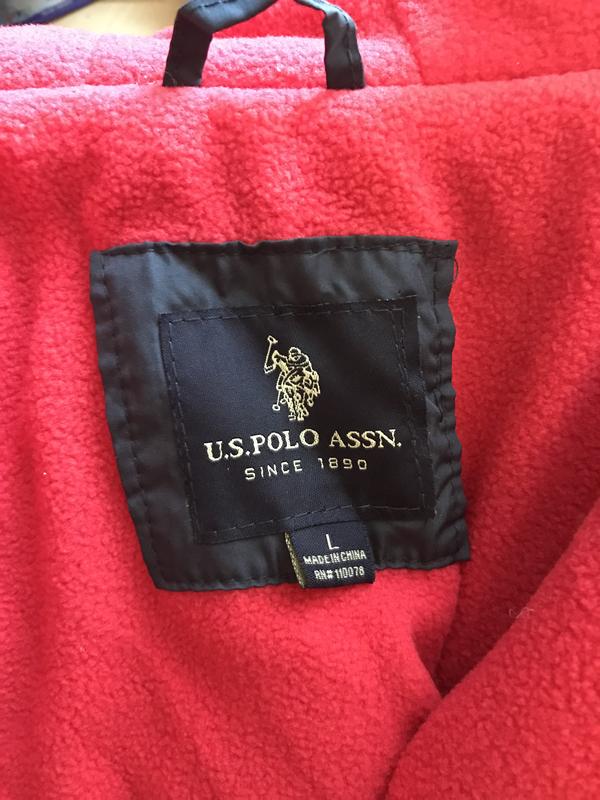 U.S. POLO ASSN.
SINCE 1890
L
MADE IN CHINA
RN# 110078